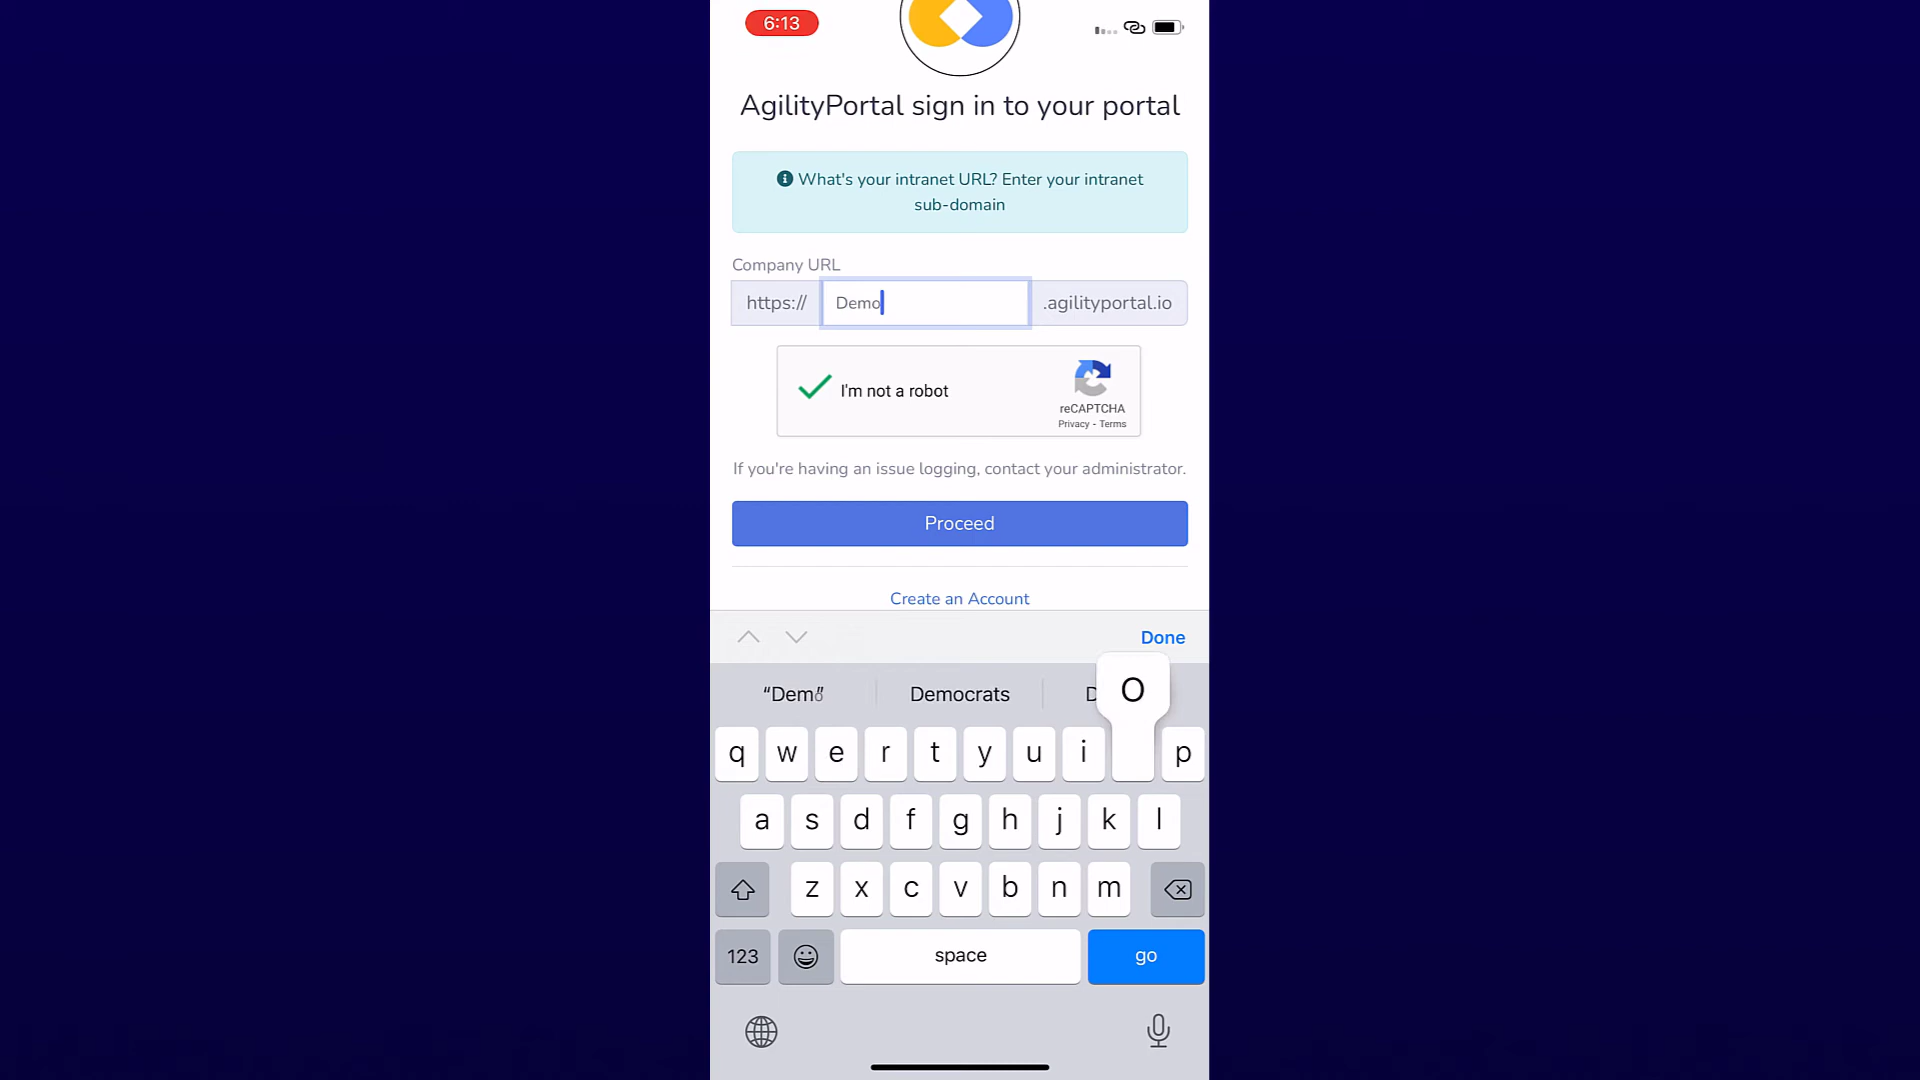 6:13
AgilityPortal sign in to your portal
What's your intranet URL? Enter your intranet
sub-domain
Company URL
https:// Demo .agilityportal.io
I'm not a robot
reCAPTCHA
Privacy - Terms
If you're having an issue logging, contact your administrator.
Proceed
Create an Account
Done
Democrats
O
q w e r t y u i p
a s d f g h j k l
z x c v b n m
123 space go